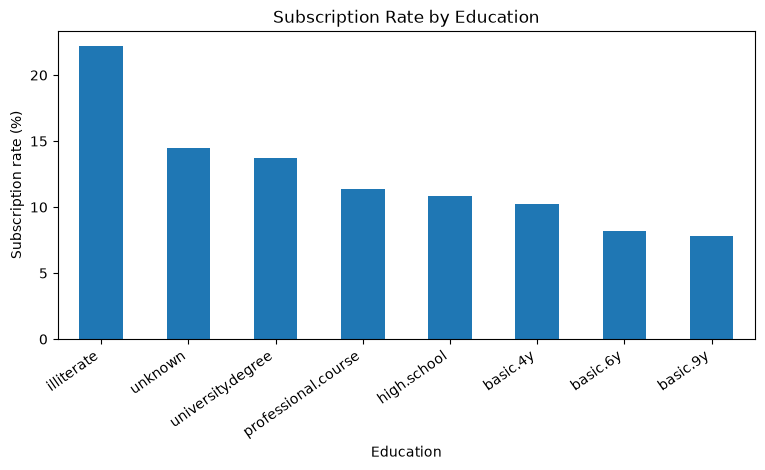 Subscription Rate by Education
Subscription rate (%)
20
15
10
5
0
illiterate
unknown
university.degree
professional.course
high.school
basic.4y
basic.6y
basic.9y
Education